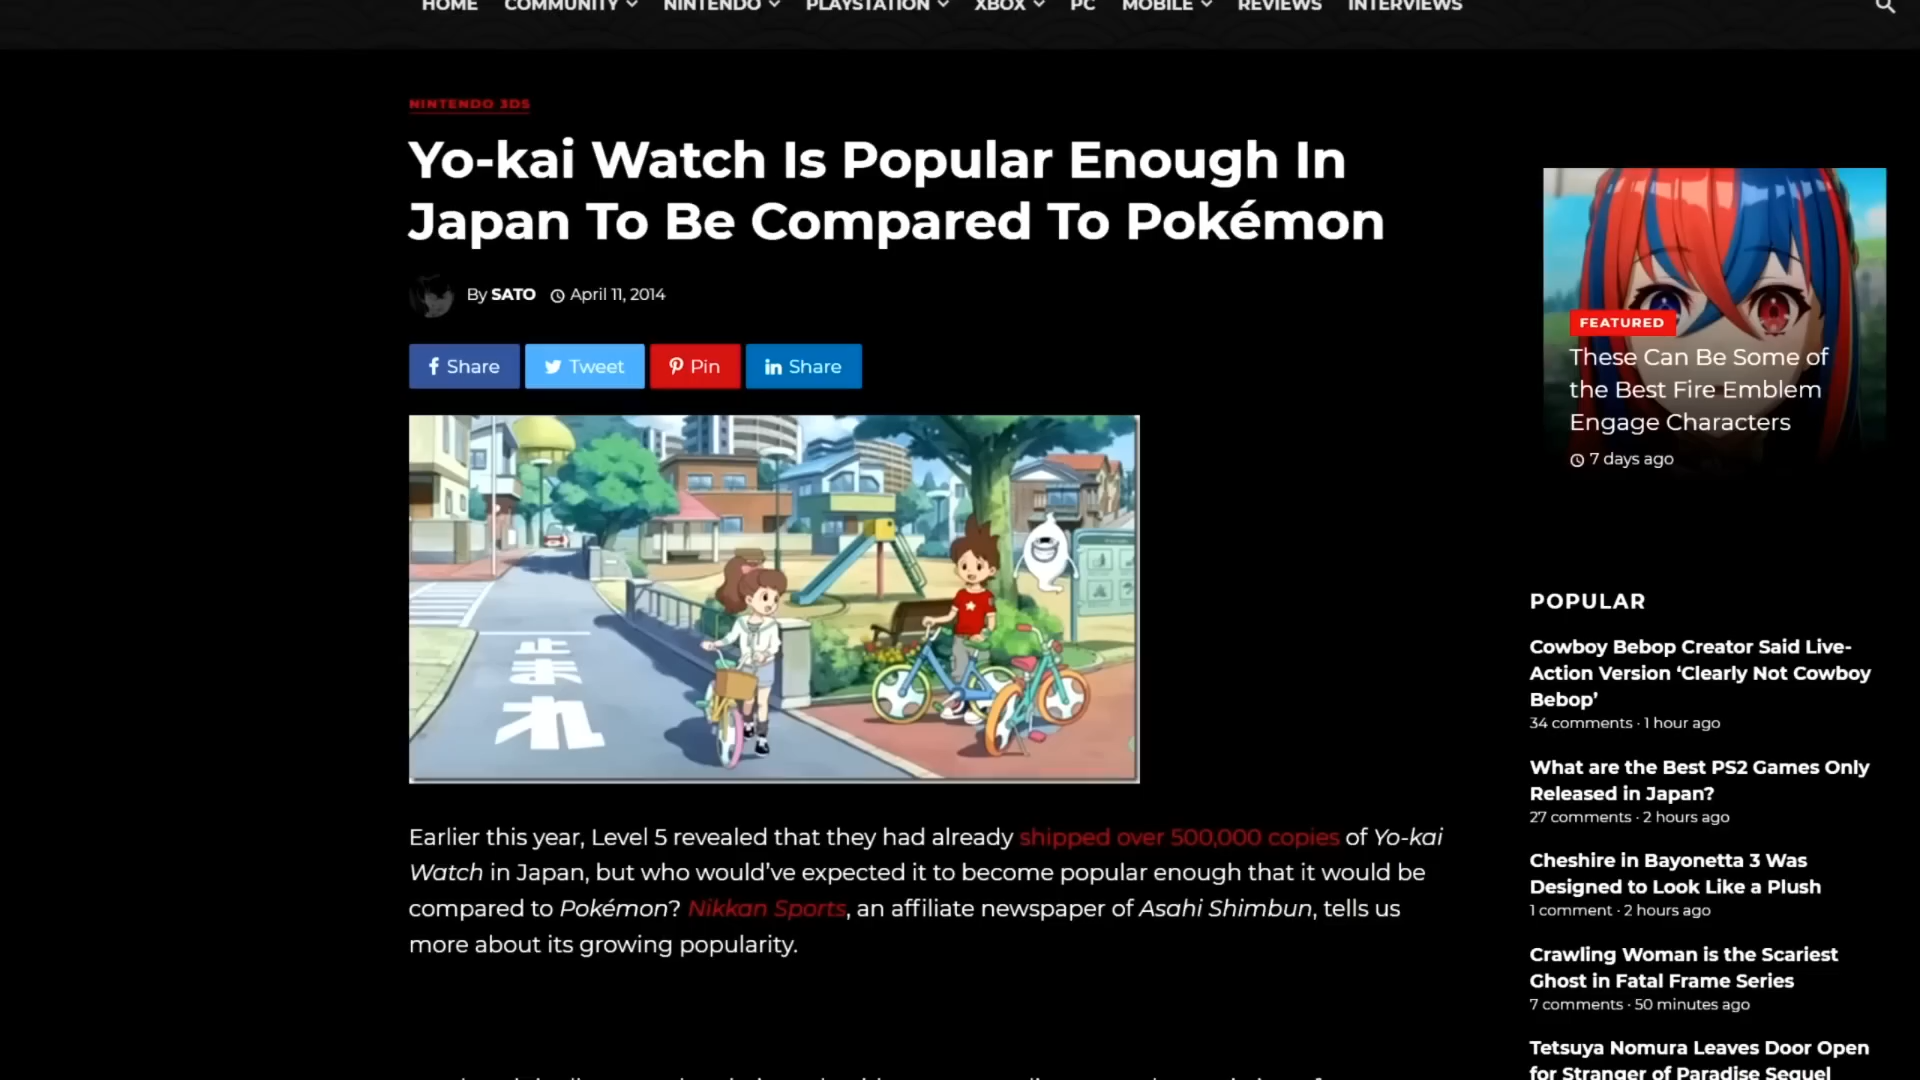 HOME COMMUNITY NINTENDO PLAYSTATION XBOX PC MOBILE REVIEWS INTERVIEWS
NINTENDO 3DS
Yo-kai Watch Is Popular Enough In
Japan To Be Compared To Pokémon
By SATO April 11, 2014
Share Tweet Pin Share
止
ま
れ
Earlier this year, Level 5 revealed that they had already shipped over 500,000 copies of Yo-kai
Watch in Japan, but who would've expected it to become popular enough that it would be
compared to Pokémon? Nikkan Sports, an affiliate newspaper of Asahi Shimbun, tells us
more about its growing popularity.
FEATURED
These Can Be Some of
the Best Fire Emblem
Engage Characters
7 days ago
POPULAR
Cowboy Bebop Creator Said Live-
Action Version ‘Clearly Not Cowboy
Bebop’
34 comments · 1 hour ago
What are the Best PS2 Games Only
Released in Japan?
27 comments · 2 hours ago
Cheshire in Bayonetta 3 Was
Designed to Look Like a Plush
1 comment · 2 hours ago
Crawling Woman is the Scariest
Ghost in Fatal Frame Series
7 comments · 50 minutes ago
Tetsuya Nomura Leaves Door Open
for Stranger of Paradise Sequel